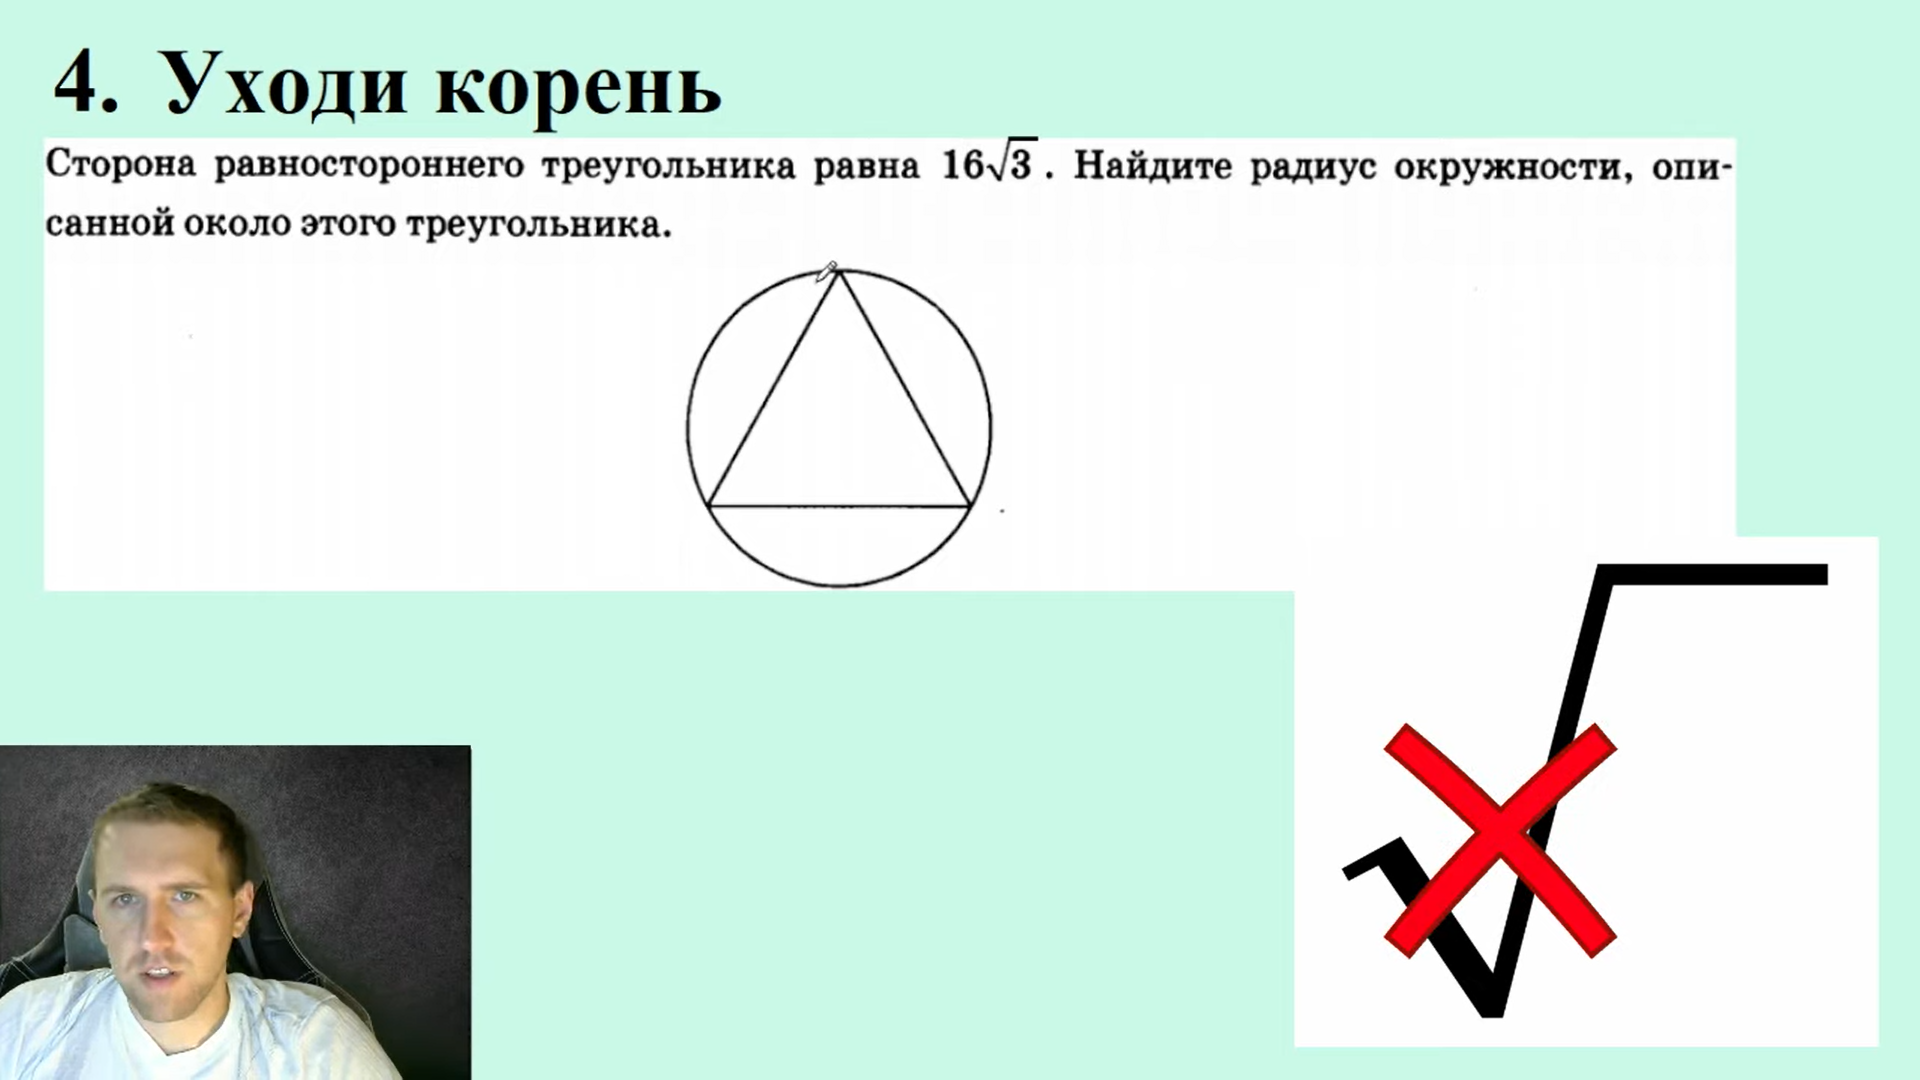 4. Уходи корень
Сторона равностороннего треугольника равна 16√3. Найдите радиус окружности, опи-
санной около этого треугольника.